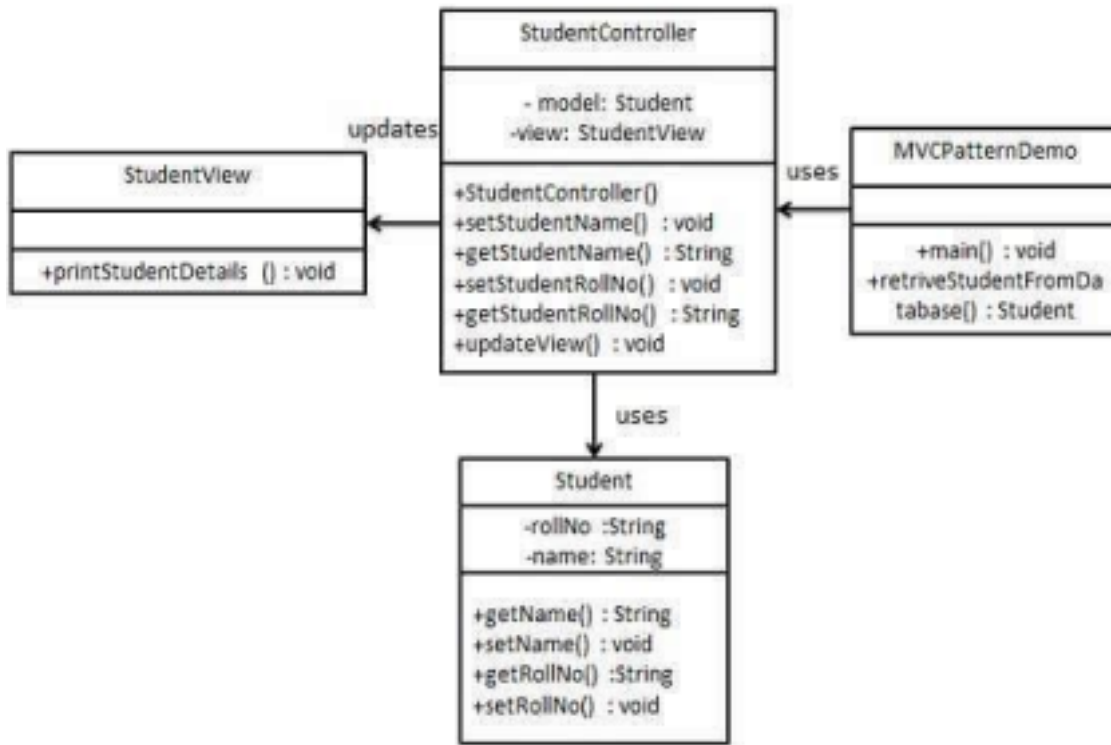 StudentController
- model: Student
-view: StudentView
+StudentController()
+setStudentName() : void
+getStudentName() : String
+setStudentRollNo() : void
+getStudentRollNo() : String
+updateView() : void
updates
StudentView
+printStudentDetails () : void
uses
MVCPatternDemo
+main() : void
+retriveStudentFromDa
tabase() : Student
uses
Student
-rollNo :String
-name: String
+getName() : String
+setName() : void
+getRollNo() :String
+setRollNo() : void